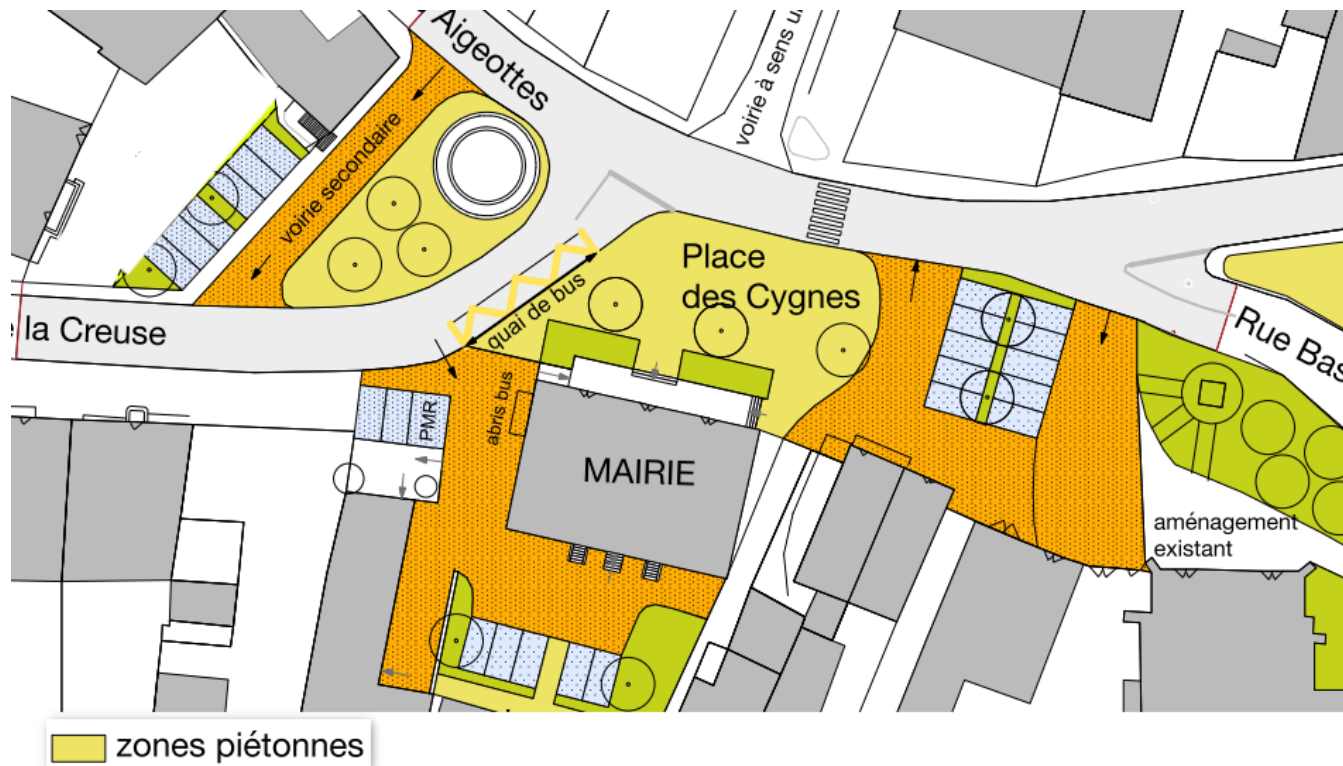 Aigeottes
voirie à sens u
voirie secondaire
Place
des Cygnes
quai de bus
la Creuse
Rue Bas
PMR
abris bus
MAIRIE
aménagement
existant
zones piétonnes